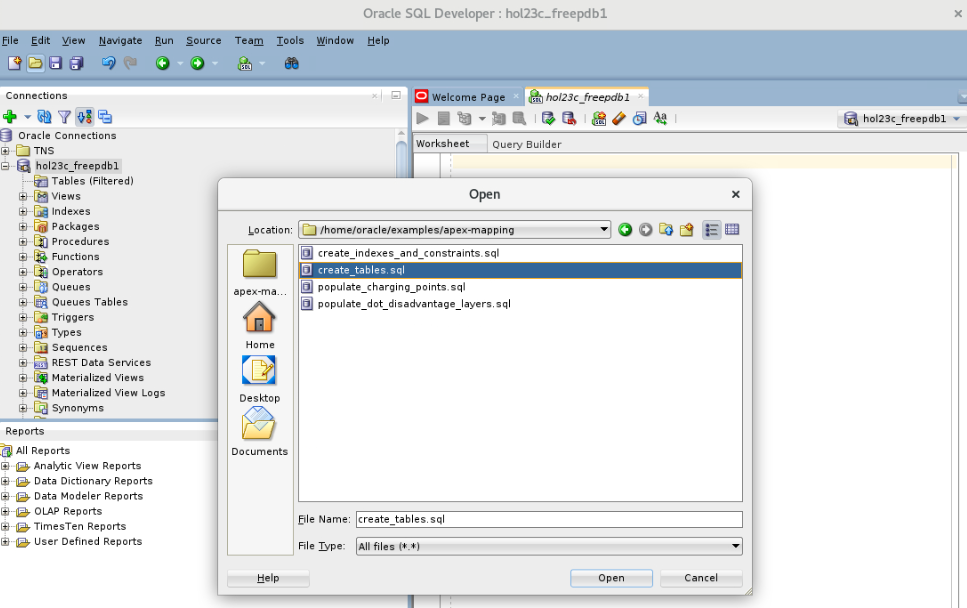 Oracle SQL Developer : hol23c_freepdb1
File Edit View Navigate Run Source Team Tools Window Help
Connections
Oracle Connections
TNS
hol23c_freepdb1
Tables (Filtered)
Views
Indexes
Packages
Procedures
Functions
Operators
Queues
Queues Tables
Triggers
Types
Sequences
REST Data Services
Materialized Views
Materialized View Logs
Synonyms
Reports
All Reports
Analytic View Reports
Data Dictionary Reports
Data Modeler Reports
OLAP Reports
TimesTen Reports
User Defined Reports
Welcome Page hol23c_freepdb1
hol23c_freepdb1
Worksheet Query Builder
Open
Location: /home/oracle/examples/apex-mapping
apex-ma...
Home
Desktop
Documents
create_indexes_and_constraints.sql
create_tables.sql
populate_charging_points.sql
populate_dot_disadvantage_layers.sql
File Name: create_tables.sql
File Type: All files (*.*)
Help Open Cancel